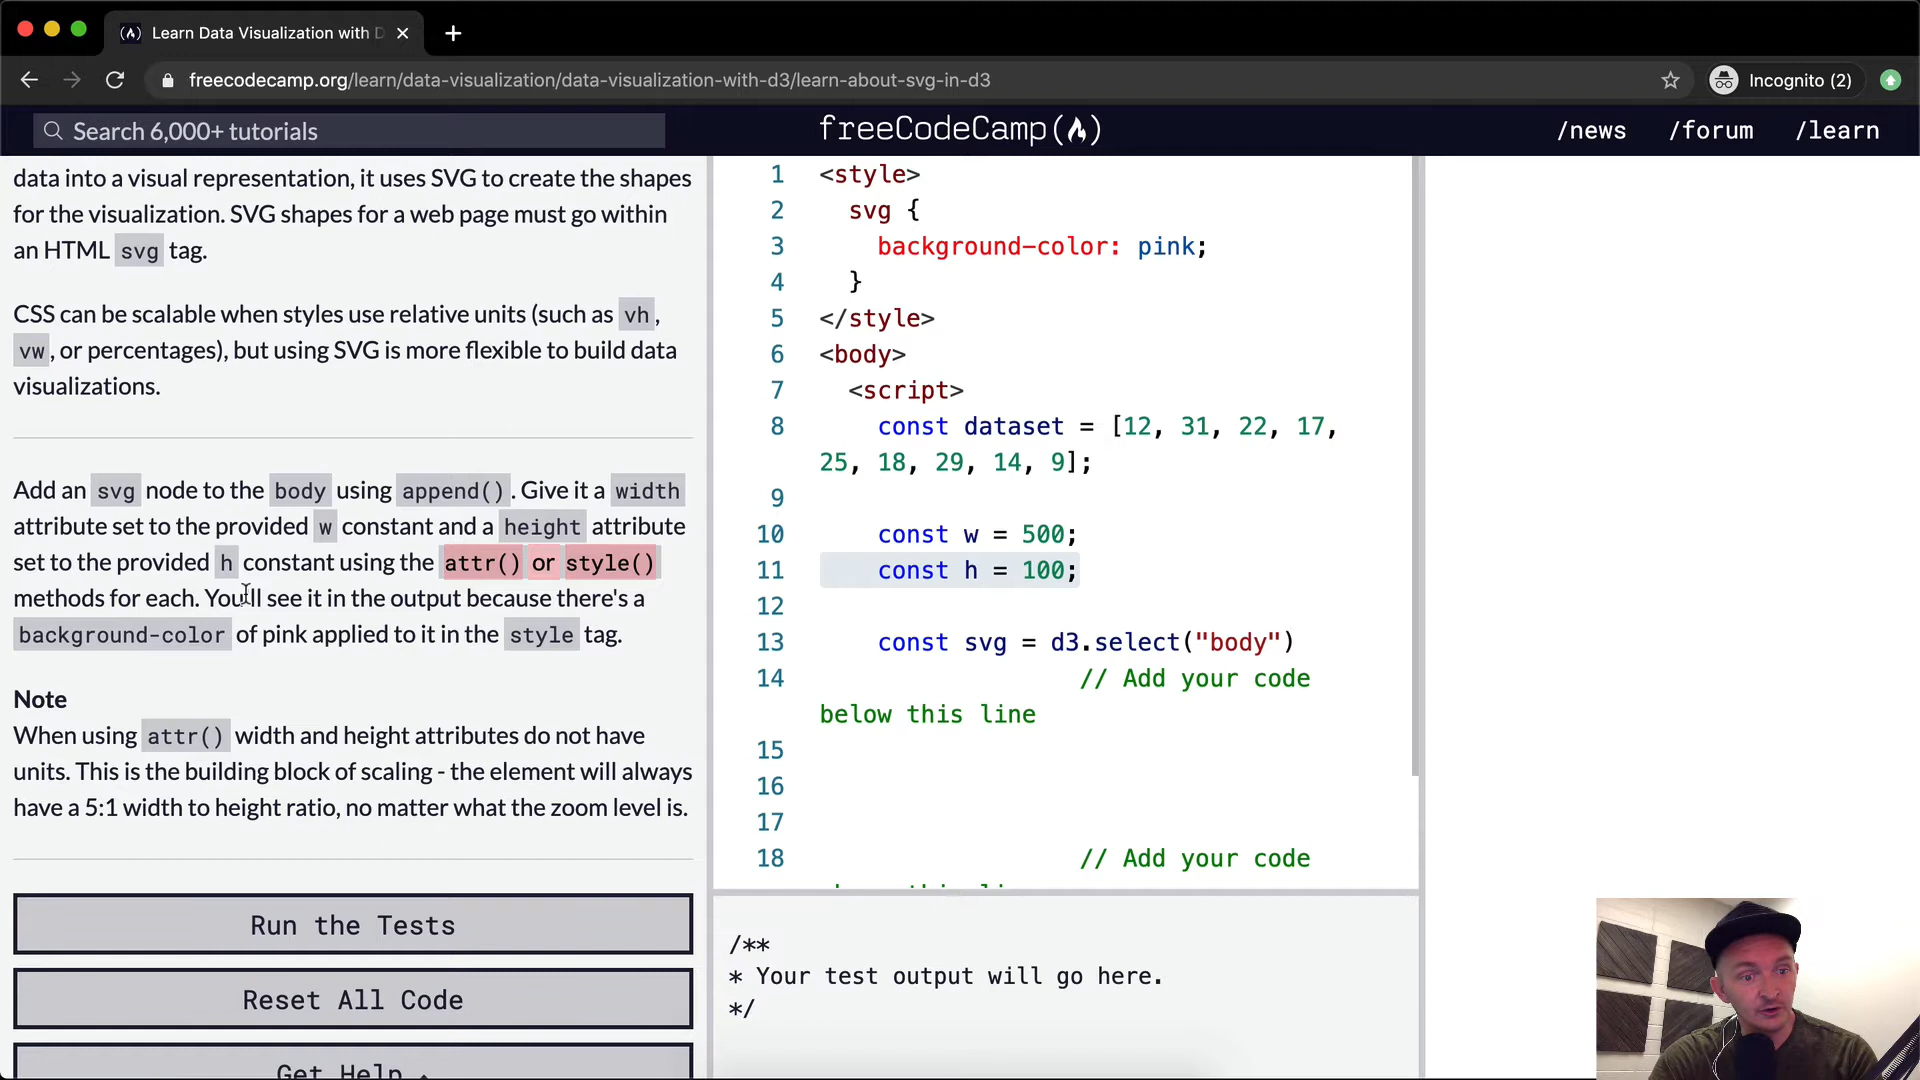 Learn Data Visualization with D
freecodecamp.org/learn/data-visualization/data-visualization-with-d3/learn-about-svg-in-d3
Incognito (2)
Search 6,000+ tutorials
freeCodeCamp
/news
/forum
/learn
data into a visual representation, it uses SVG to create the shapes
for the visualization. SVG shapes for a web page must go within
an HTML svg tag.
CSS can be scalable when styles use relative units (such as vh,
vw, or percentages), but using SVG is more flexible to build data
visualizations.
Add an svg node to the body using append(). Give it a width
attribute set to the provided w constant and a height attribute
set to the provided h constant using the attr() or style()
methods for each. You'll see it in the output because there's a
background-color of pink applied to it in the style tag.
Note
When using attr() width and height attributes do not have
units. This is the building block of scaling - the element will always
have a 5:1 width to height ratio, no matter what the zoom level is.
Run the Tests
Reset All Code
Get Help
1 <style>
2 svg {
3 background-color: pink;
4 }
5 </style>
6 <body>
7 <script>
8 const dataset = [12, 31, 22, 17,
25, 18, 29, 14, 9];
9
10 const w = 500;
11 const h = 100;
12
13 const svg = d3.select("body")
14 // Add your code
below this line
15
16
17
18 // Add your code
/**
* Your test output will go here.
*/